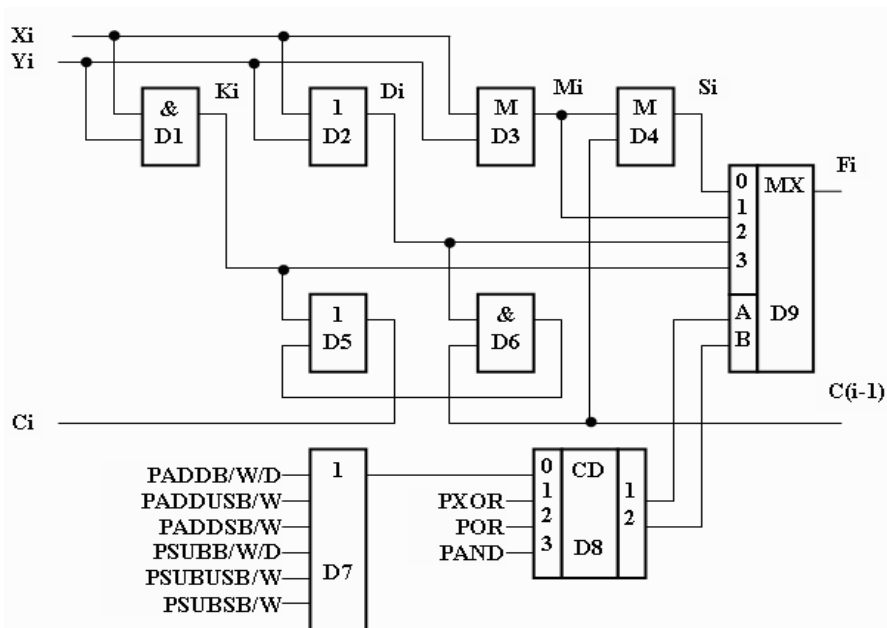 Xi
Yi
Ki
Di
Mi
Si
Fi
&
D1
1
D2
M
D3
M
D4
0
1
2
3
MX
A
B
D9
1
D5
&
D6
Ci
C(i-1)
PADDB/W/D
PADDUSB/W
PADDSB/W
PSUBB/W/D
PSUBUSB/W
PSUBSB/W
1
D7
PXOR
POR
PAND
0
1
2
3
CD
D8
1
2